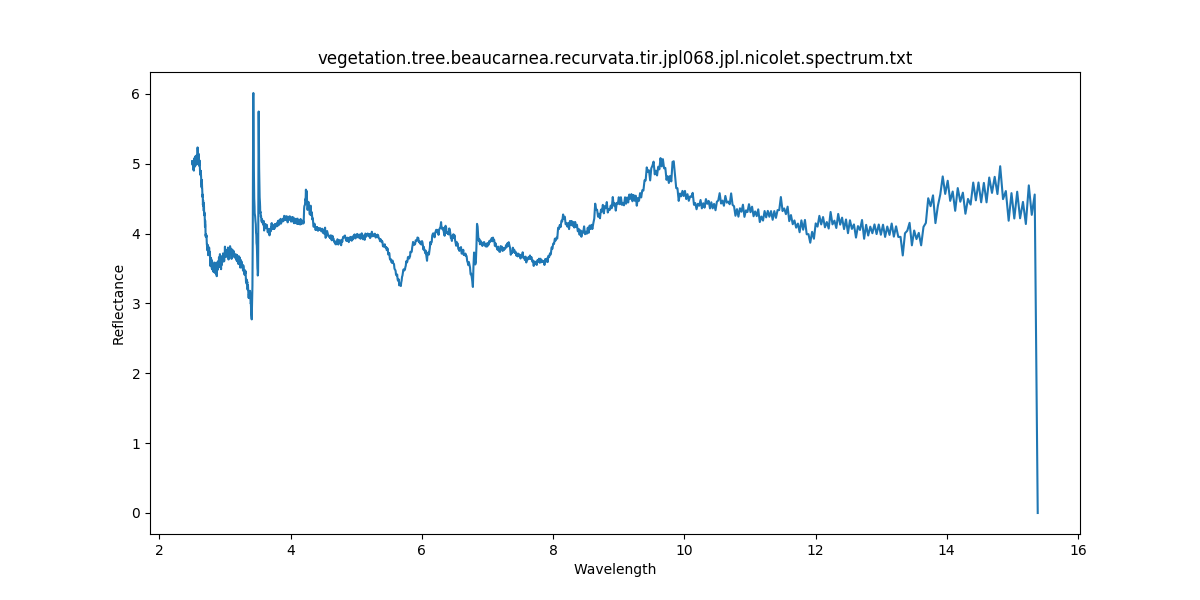 vegetation.tree.beaucarnea.recurvata.tir.jpl068.jpl.nicolet.spectrum.txt
6
5
4
3
2
1
0
Reflectance
2 4 6 8 10 12 14 16
Wavelength